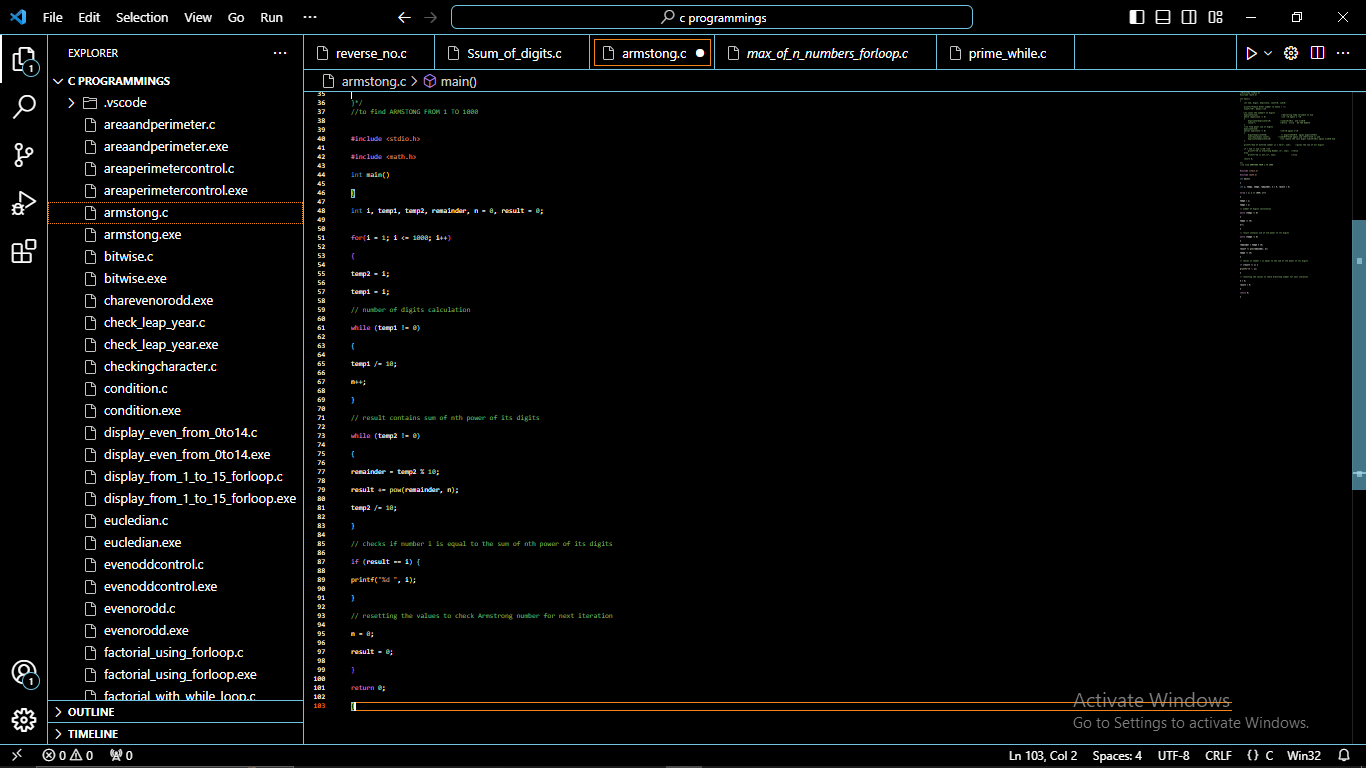 File Edit Selection View Go Run ··· c programmings
EXPLORER ···
C PROGRAMMINGS
.vscode
areaandperimeter.c
areaandperimeter.exe
areaperimetercontrol.c
areaperimetercontrol.exe
armstong.c
armstong.exe
bitwise.c
bitwise.exe
charevenorodd.exe
check_leap_year.c
check_leap_year.exe
checkingcharacter.c
condition.c
condition.exe
display_even_from_0to14.c
display_even_from_0to14.exe
display_from_1_to_15_forloop.c
display_from_1_to_15_forloop.exe
eucledian.c
eucledian.exe
evenoddcontrol.c
evenoddcontrol.exe
evenorodd.c
evenorodd.exe
factorial_using_forloop.c
factorial_using_forloop.exe
factorial_with_while_loop.c
OUTLINE
TIMELINE
reverse_no.c Ssum_of_digits.c armstong.c max_of_n_numbers_forloop.c prime_while.c
armstong.c > main()
35
36 }*/
37 //to find ARMSTONG FROM 1 TO 1000
38
39
40 #include <stdio.h>
41
42 #include <math.h>
43
44 int main()
45
46 {
47
48 int i, temp1, temp2, remainder, n = 0, result = 0;
49
50
51 for(i = 1; i <= 1000; i++)
52
53 {
54
55 temp2 = i;
56
57 temp1 = i;
58
59 // number of digits calculation
60
61 while (temp1 != 0)
62
63 {
64
65 temp1 /= 10;
66
67 n++;
68
69 }
70
71 // result contains sum of nth power of its digits
72
73 while (temp2 != 0)
74
75 {
76
77 remainder = temp2 % 10;
78
79 result += pow(remainder, n);
80
81 temp2 /= 10;
82
83 }
84
85 // checks if number i is equal to the sum of nth power of its digits
86
87 if (result == i) {
88
89 printf("%d ", i);
90
91 }
92
93 // resetting the values to check Armstrong number for next iteration
94
95 n = 0;
96
97 result = 0;
98
99 }
100
101 return 0;
102
103 }
Activate Windows
Go to Settings to activate Windows.
1
1
0 0 0 Ln 103, Col 2 Spaces: 4 UTF-8 CRLF {} C Win32